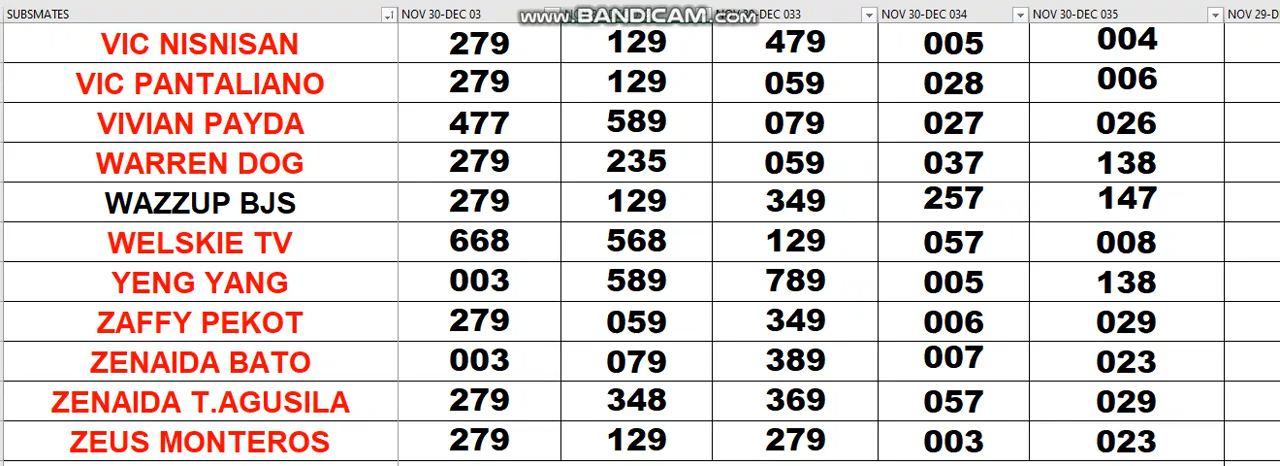 SUBSMATES NOV 30-DEC 03 www.BANDICAM.com DEC 033 NOV 30-DEC 034 NOV 30-DEC 035 NOV 29-D
VIC NISNISAN 279 129 479 005 004
VIC PANTALIANO 279 129 059 028 006
VIVIAN PAYDA 477 589 079 027 026
WARREN DOG 279 235 059 037 138
WAZZUP BJS 279 129 349 257 147
WELSKIE TV 668 568 129 057 008
YENG YANG 003 589 789 005 138
ZAFFY PEKOT 279 059 349 006 029
ZENAIDA BATO 003 079 389 007 023
ZENAIDA T.AGUSILA 279 348 369 057 029
ZEUS MONTEROS 279 129 279 003 023